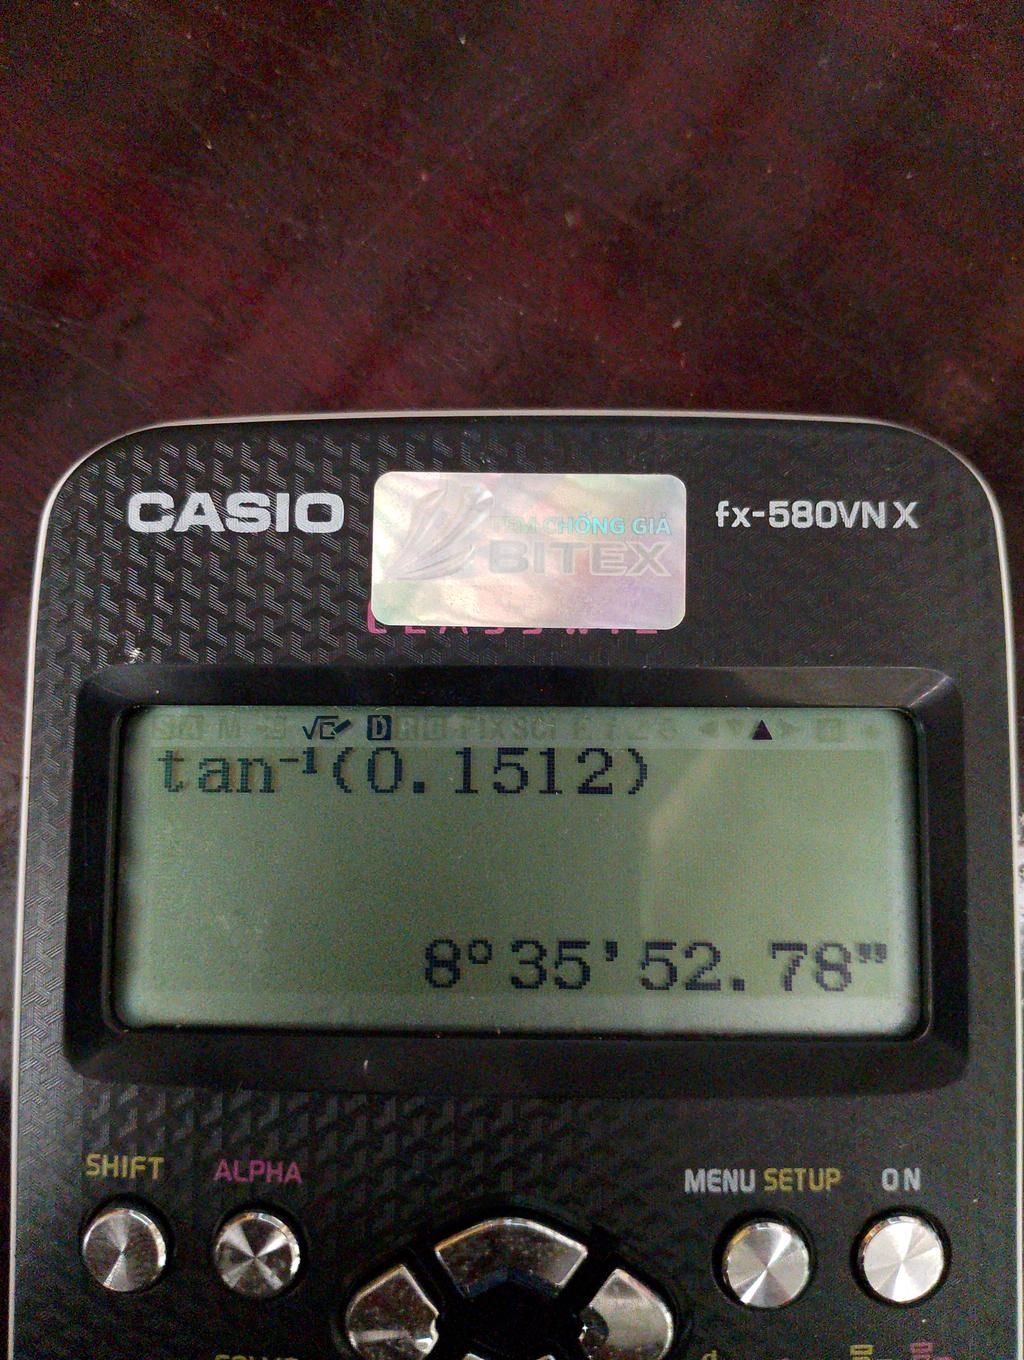 CASIO
TEM CHỐNG GIẢ
BITEX
fx-580VN X
CLASSWIZ
√E D
tan⁻¹(0.1512)
8°35'52.78"
SHIFT
ALPHA
MENU SETUP
ON